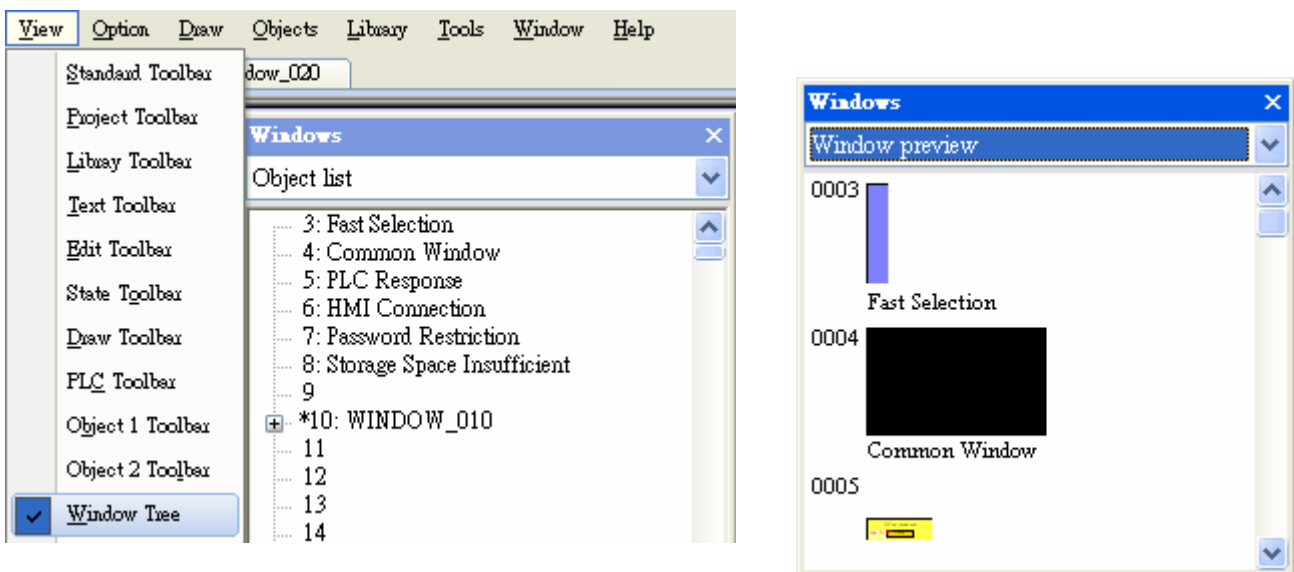 View Option Draw Objects Library Tools Window Help
Standard Toolbar
Project Toolbar
Libray Toolbar
Text Toolbar
Edit Toolbar
State Toolbar
Draw Toolbar
PLC Toolbar
Object 1 Toolbar
Object 2 Toolbar
Window Tree
dow_020
Windows
Object list
3: Fast Selection
4: Common Window
5: PLC Response
6: HMI Connection
7: Password Restriction
8: Storage Space Insufficient
9
*10: WINDOW_010
11
12
13
14
Windows
Window preview
0003
Fast Selection
0004
Common Window
0005